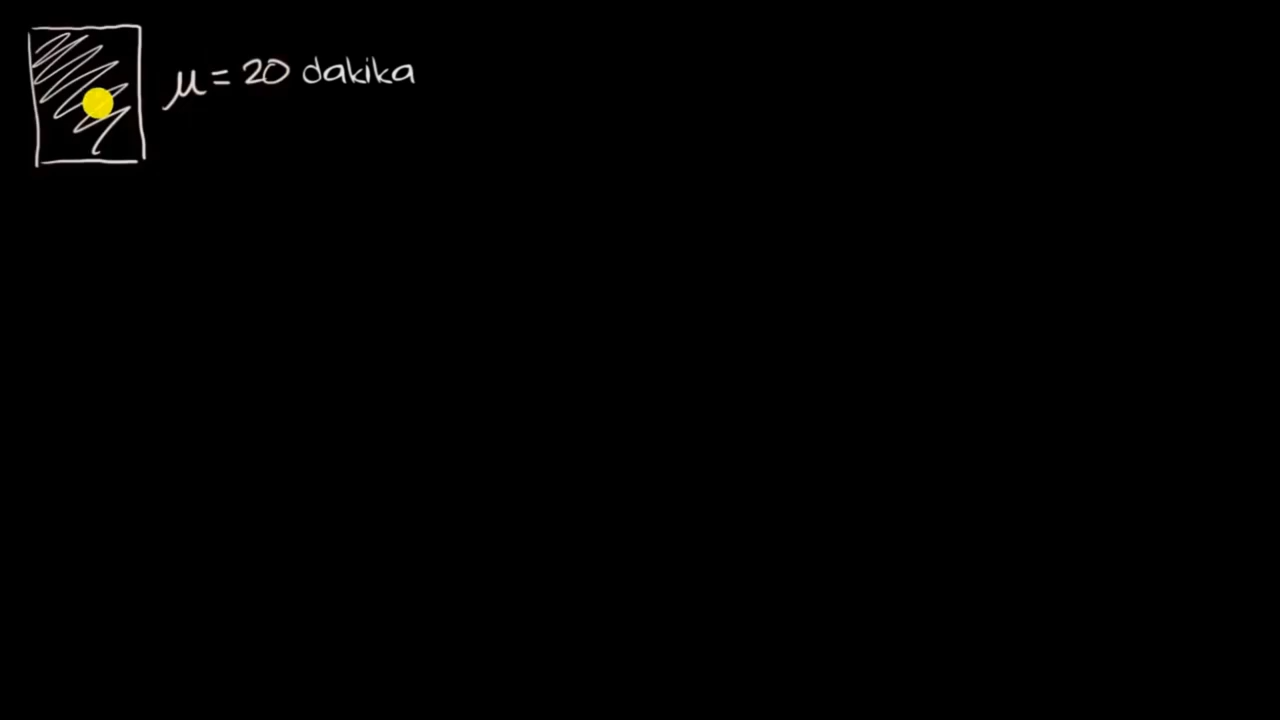 μ = 20 dakika